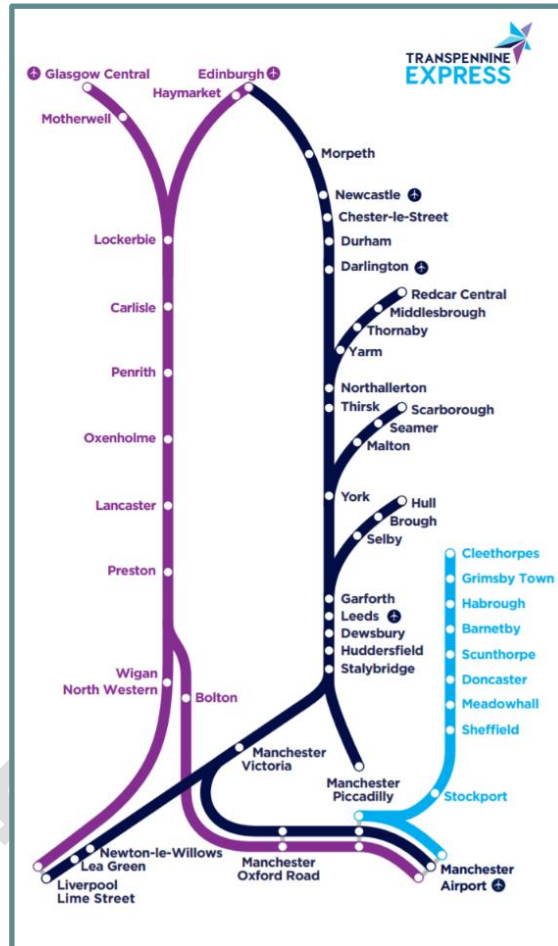 TRANSPENNINE
EXPRESS
Glasgow Central
Edinburgh
Haymarket
Motherwell
Morpeth
Newcastle
Chester-le-Street
Lockerbie
Durham
Darlington
Redcar Central
Carlisle
Middlesbrough
Thornaby
Yarm
Penrith
Northallerton
Thirsk
Scarborough
Seamer
Oxenholme
Malton
York
Lancaster
Hull
Brough
Selby
Cleethorpes
Preston
Grimsby Town
Garforth
Habrough
Leeds
Barnetby
Dewsbury
Huddersfield
Scunthorpe
Stalybridge
Doncaster
Wigan
North Western
Bolton
Meadowhall
Sheffield
Manchester
Victoria
Manchester
Piccadilly
Stockport
Newton-le-Willows
Lea Green
Liverpool
Lime Street
Manchester
Oxford Road
Manchester
Airport